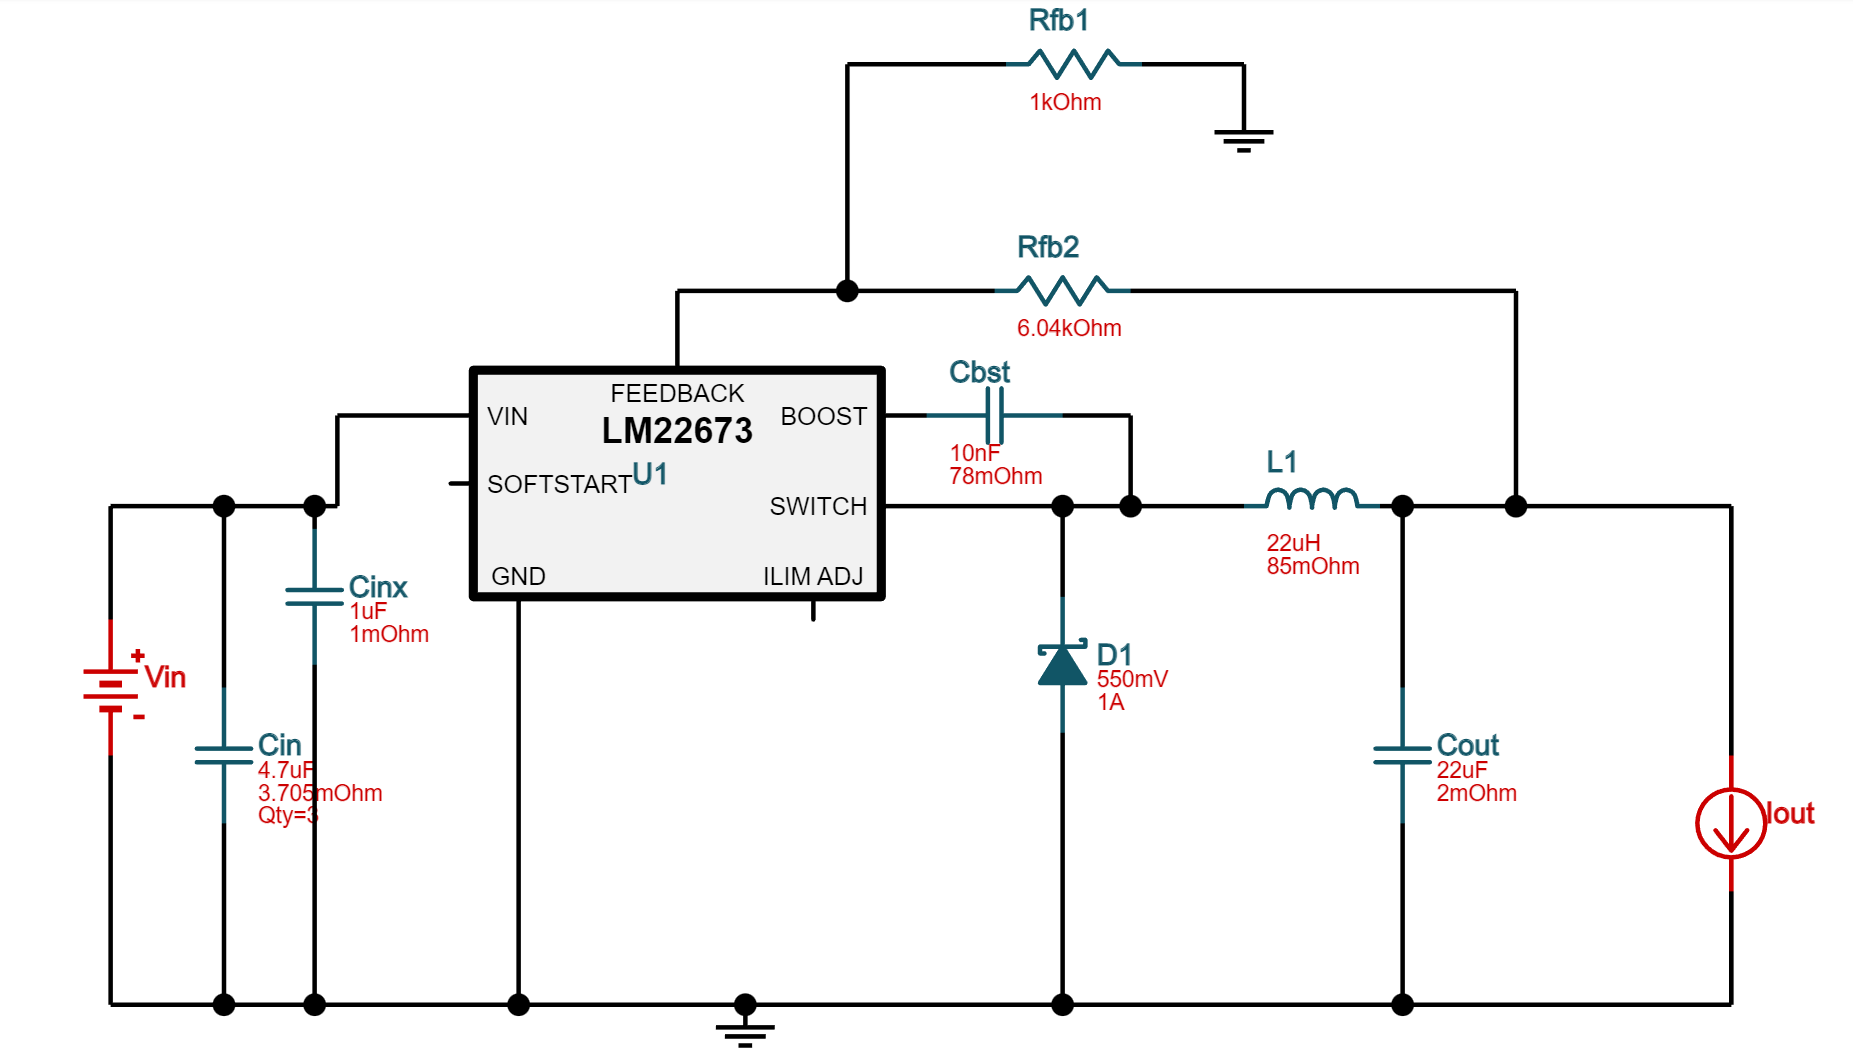 Rfb1
1kOhm
Rfb2
6.04kOhm
Cbst
10nF
78mOhm
FEEDBACK
VIN
LM22673
BOOST
SOFTSTART
U1
SWITCH
GND
ILIM ADJ
L1
22uH
85mOhm
Cinx
1uF
1mOhm
+
Vin
-
Cin
4.7uF
3.705mOhm
Qty=3
D1
550mV
1A
Cout
22uF
2mOhm
Iout